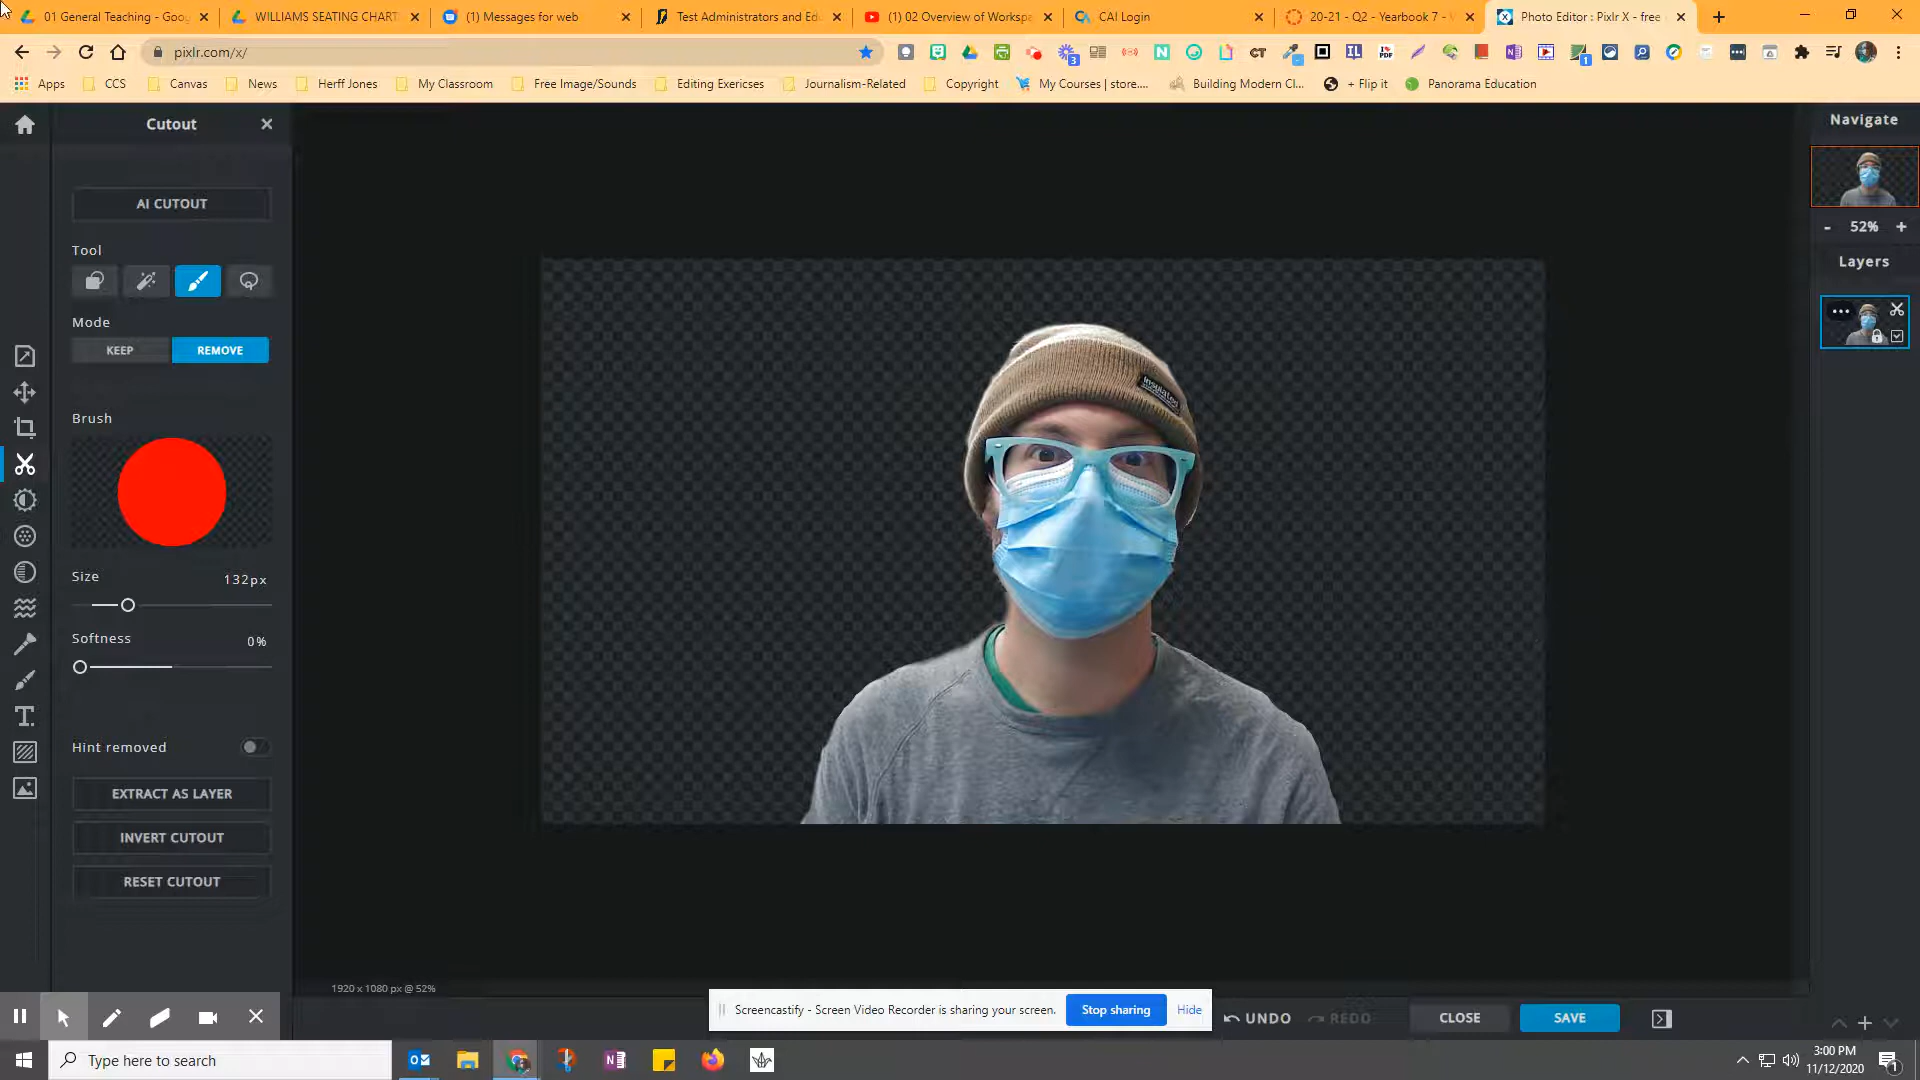 01 General Teaching - Goo
WILLIAMS SEATING CHART
(1) Messages for web
Test Administrators and Ed
(1) 02 Overview of Workspa
CAI Login
20-21 - Q2 - Yearbook 7 -
Photo Editor : Pixlr X - free
pixlr.com/x/
Apps
CCS
Canvas
News
Herff Jones
My Classroom
Free Image/Sounds
Editing Exericses
Journalism-Related
Copyright
My Courses | store....
Building Modern Cl...
+ Flip it
Panorama Education
Cutout
Navigate
AI CUTOUT
Tool
- 52% +
Layers
Mode
KEEP
REMOVE
insulated
Brush
Size
132px
Softness
0%
Hint removed
EXTRACT AS LAYER
INVERT CUTOUT
RESET CUTOUT
1920 x 1080 px @ 52%
Screencastify - Screen Video Recorder is sharing your screen.
Stop sharing
Hide
UNDO
REDO
CLOSE
SAVE
Type here to search
3:00 PM
11/12/2020